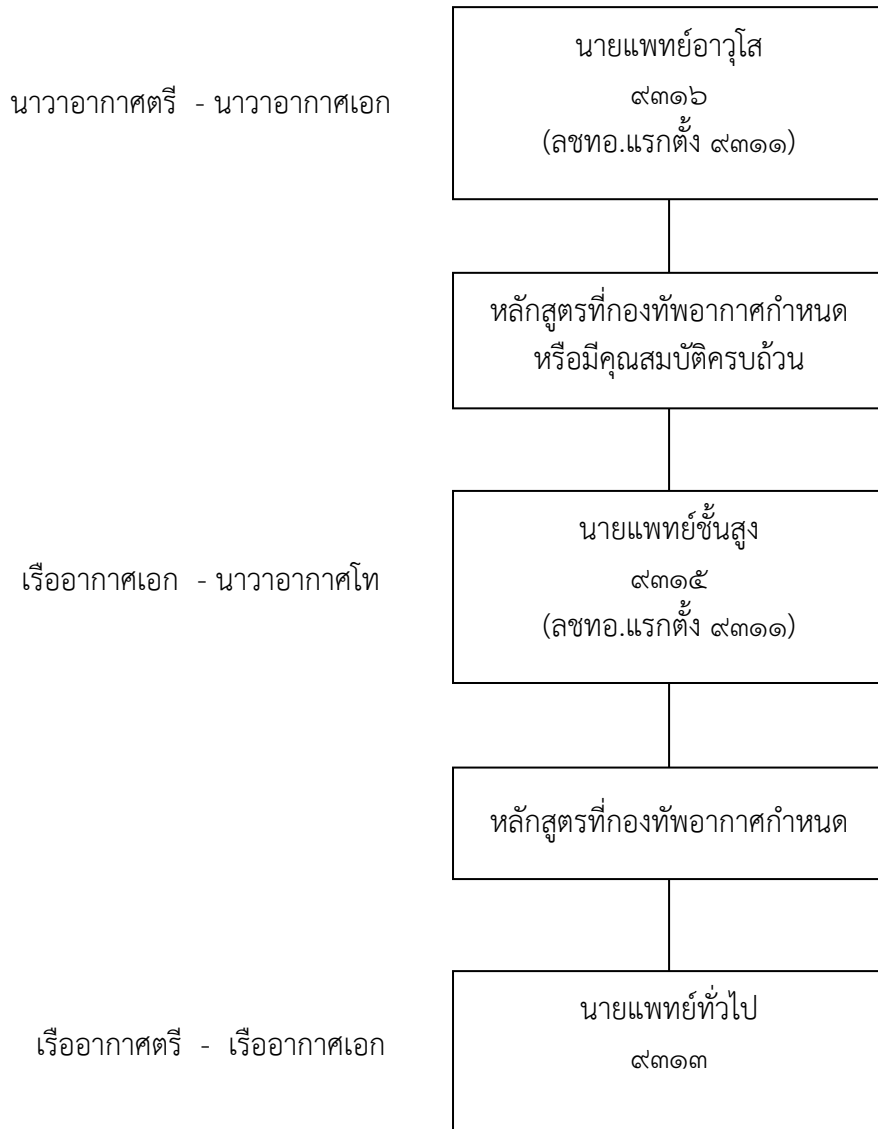 นายแพทย์อาวุโส
นาวาอากาศตรี - นาวาอากาศเอก
๙๓๑๖
(ลชทอ.แรกตั้ง ๙๓๑๑)
หลักสูตรที่กองทัพอากาศกำหนด
หรือมีคุณสมบัติครบถ้วน
นายแพทย์ชั้นสูง
เรืออากาศเอก - นาวาอากาศโท
๙๓๑๕
(ลชทอ.แรกตั้ง ๙๓๑๑)
หลักสูตรที่กองทัพอากาศกำหนด
นายแพทย์ทั่วไป
เรืออากาศตรี - เรืออากาศเอก
๙๓๑๓